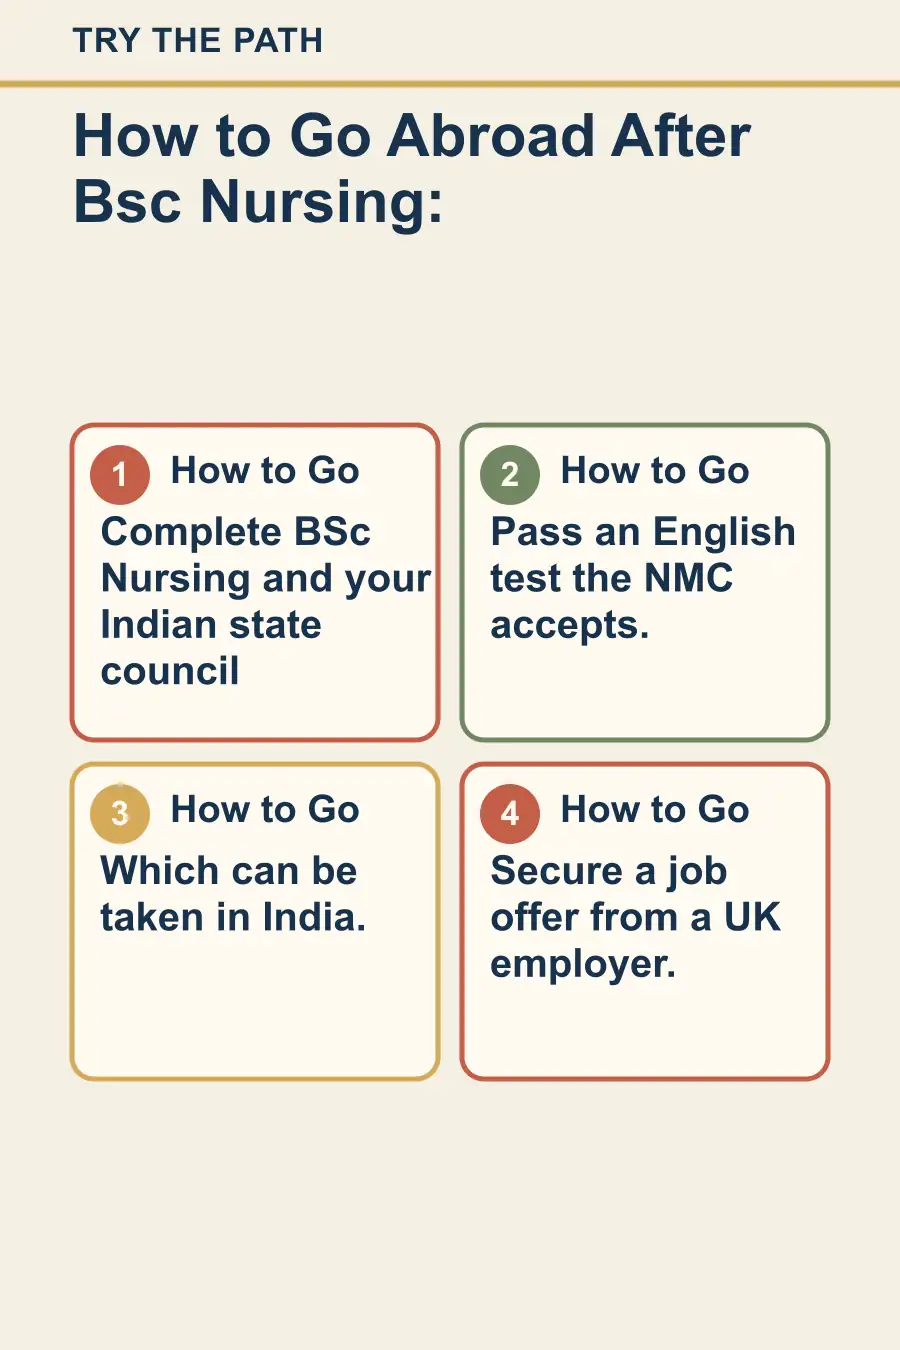 TRY THE PATH
How to Go Abroad After
Bsc Nursing:
1 How to Go
Complete BSc
Nursing and your
Indian state
council
2 How to Go
Pass an English
test the NMC
accepts.
3 How to Go
Which can be
taken in India.
4 How to Go
Secure a job
offer from a UK
employer.